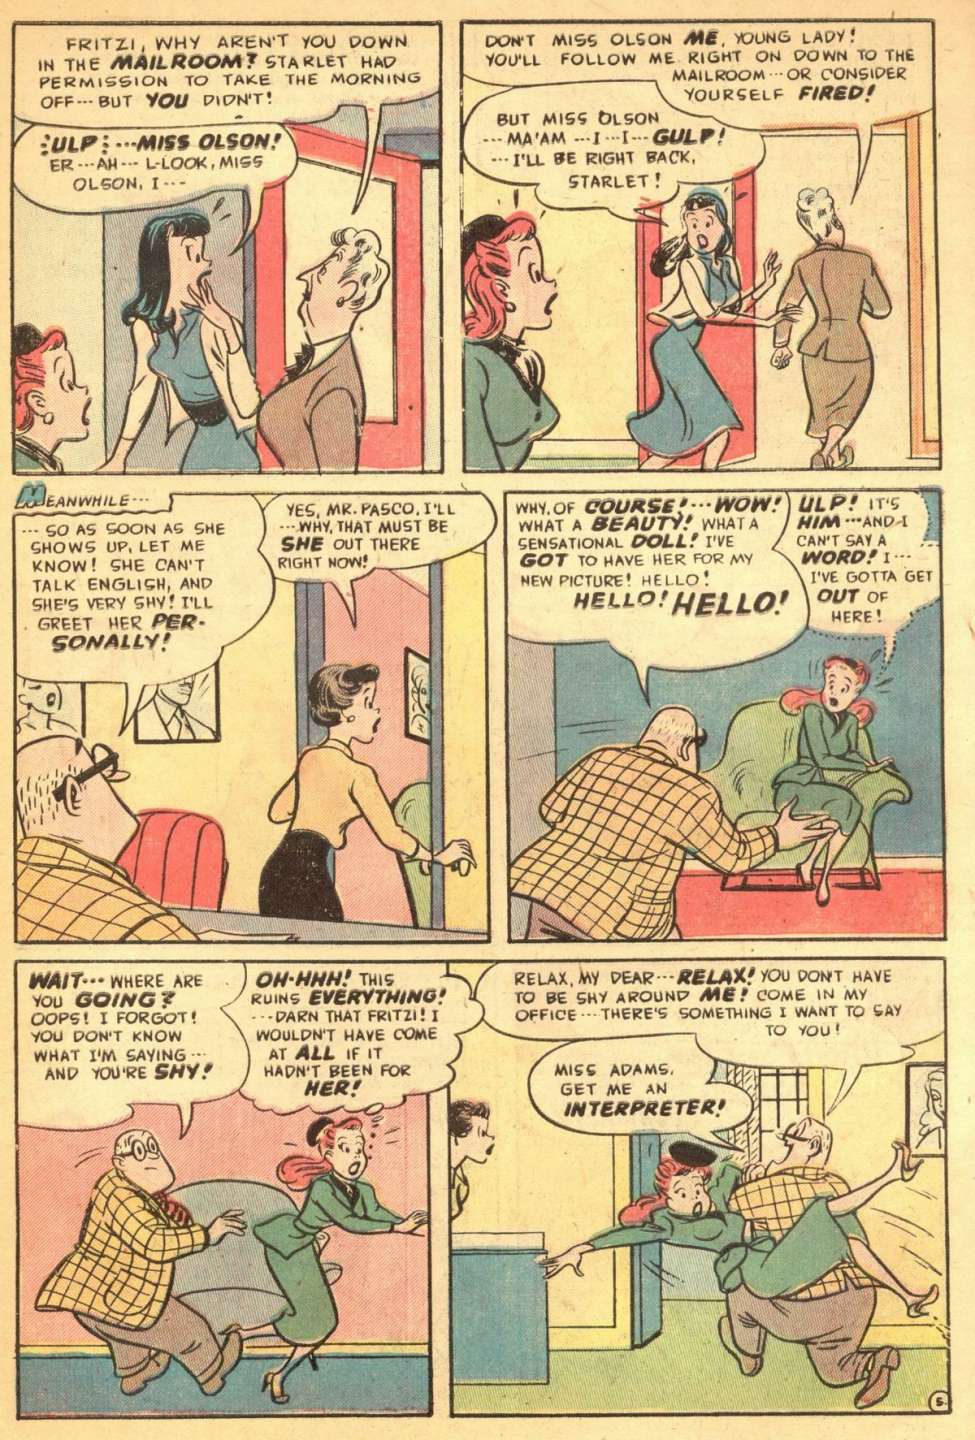 FRITZI, WHY AREN'T YOU DOWN
IN THE MAILROOM? STARLET HAD
PERMISSION TO TAKE THE MORNING
OFF---BUT YOU DIDN'T!
ULP---MISS OLSON!
ER---AH---L-LOOK, MISS
OLSON, I---
DON'T MISS OLSON ME, YOUNG LADY!
YOU'LL FOLLOW ME RIGHT ON DOWN TO THE
MAILROOM---OR CONSIDER
YOURSELF FIRED!
BUT MISS OLSON
---MA'AM---I---I---GULP!
---I'LL BE RIGHT BACK,
STARLET!
MEANWHILE---
---SO AS SOON AS SHE
SHOWS UP, LET ME
KNOW! SHE CAN'T
TALK ENGLISH, AND
SHE'S VERY SHY! I'LL
GREET HER PER-
SONALLY!
YES, MR. PASCO, I'LL
---WHY, THAT MUST BE
SHE OUT THERE
RIGHT NOW!
WHY, OF COURSE!---WOW!
WHAT A BEAUTY! WHAT A
SENSATIONAL DOLL! I'VE
GOT TO HAVE HER FOR MY
NEW PICTURE! HELLO!
HELLO! HELLO!
ULP! IT'S
HIM---AND I
CAN'T SAY A
WORD! I---
I'VE GOTTA GET
OUT OF
HERE!
WAIT---WHERE ARE
YOU GOING?
OOPS! I FORGOT!
YOU DON'T KNOW
WHAT I'M SAYING---
AND YOU'RE SHY!
OH-HHH! THIS
RUINS EVERYTHING!
---DARN THAT FRITZI! I
WOULDN'T HAVE COME
AT ALL IF IT
HADN'T BEEN FOR
HER!
RELAX, MY DEAR---RELAX! YOU DON'T HAVE
TO BE SHY AROUND ME! COME IN MY
OFFICE---THERE'S SOMETHING I WANT TO SAY
TO YOU!
MISS ADAMS,
GET ME AN
INTERPRETER!
5